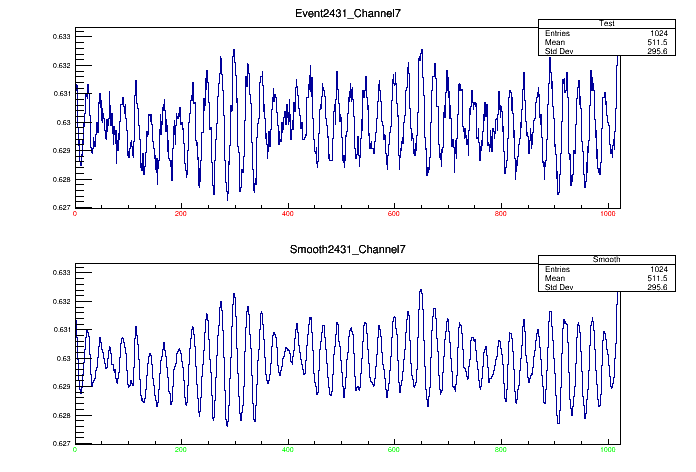 Event2431_Channel7
Test
Entries 1024
Mean 511.5
Std Dev 295.6
0.633
0.632
0.631
0.63
0.629
0.628
0.627
0 200 400 600 800 1000
Smooth2431_Channel7
Smooth
Entries 1024
Mean 511.5
Std Dev 295.6
0.633
0.632
0.631
0.63
0.629
0.628
0.627
0 200 400 600 800 1000